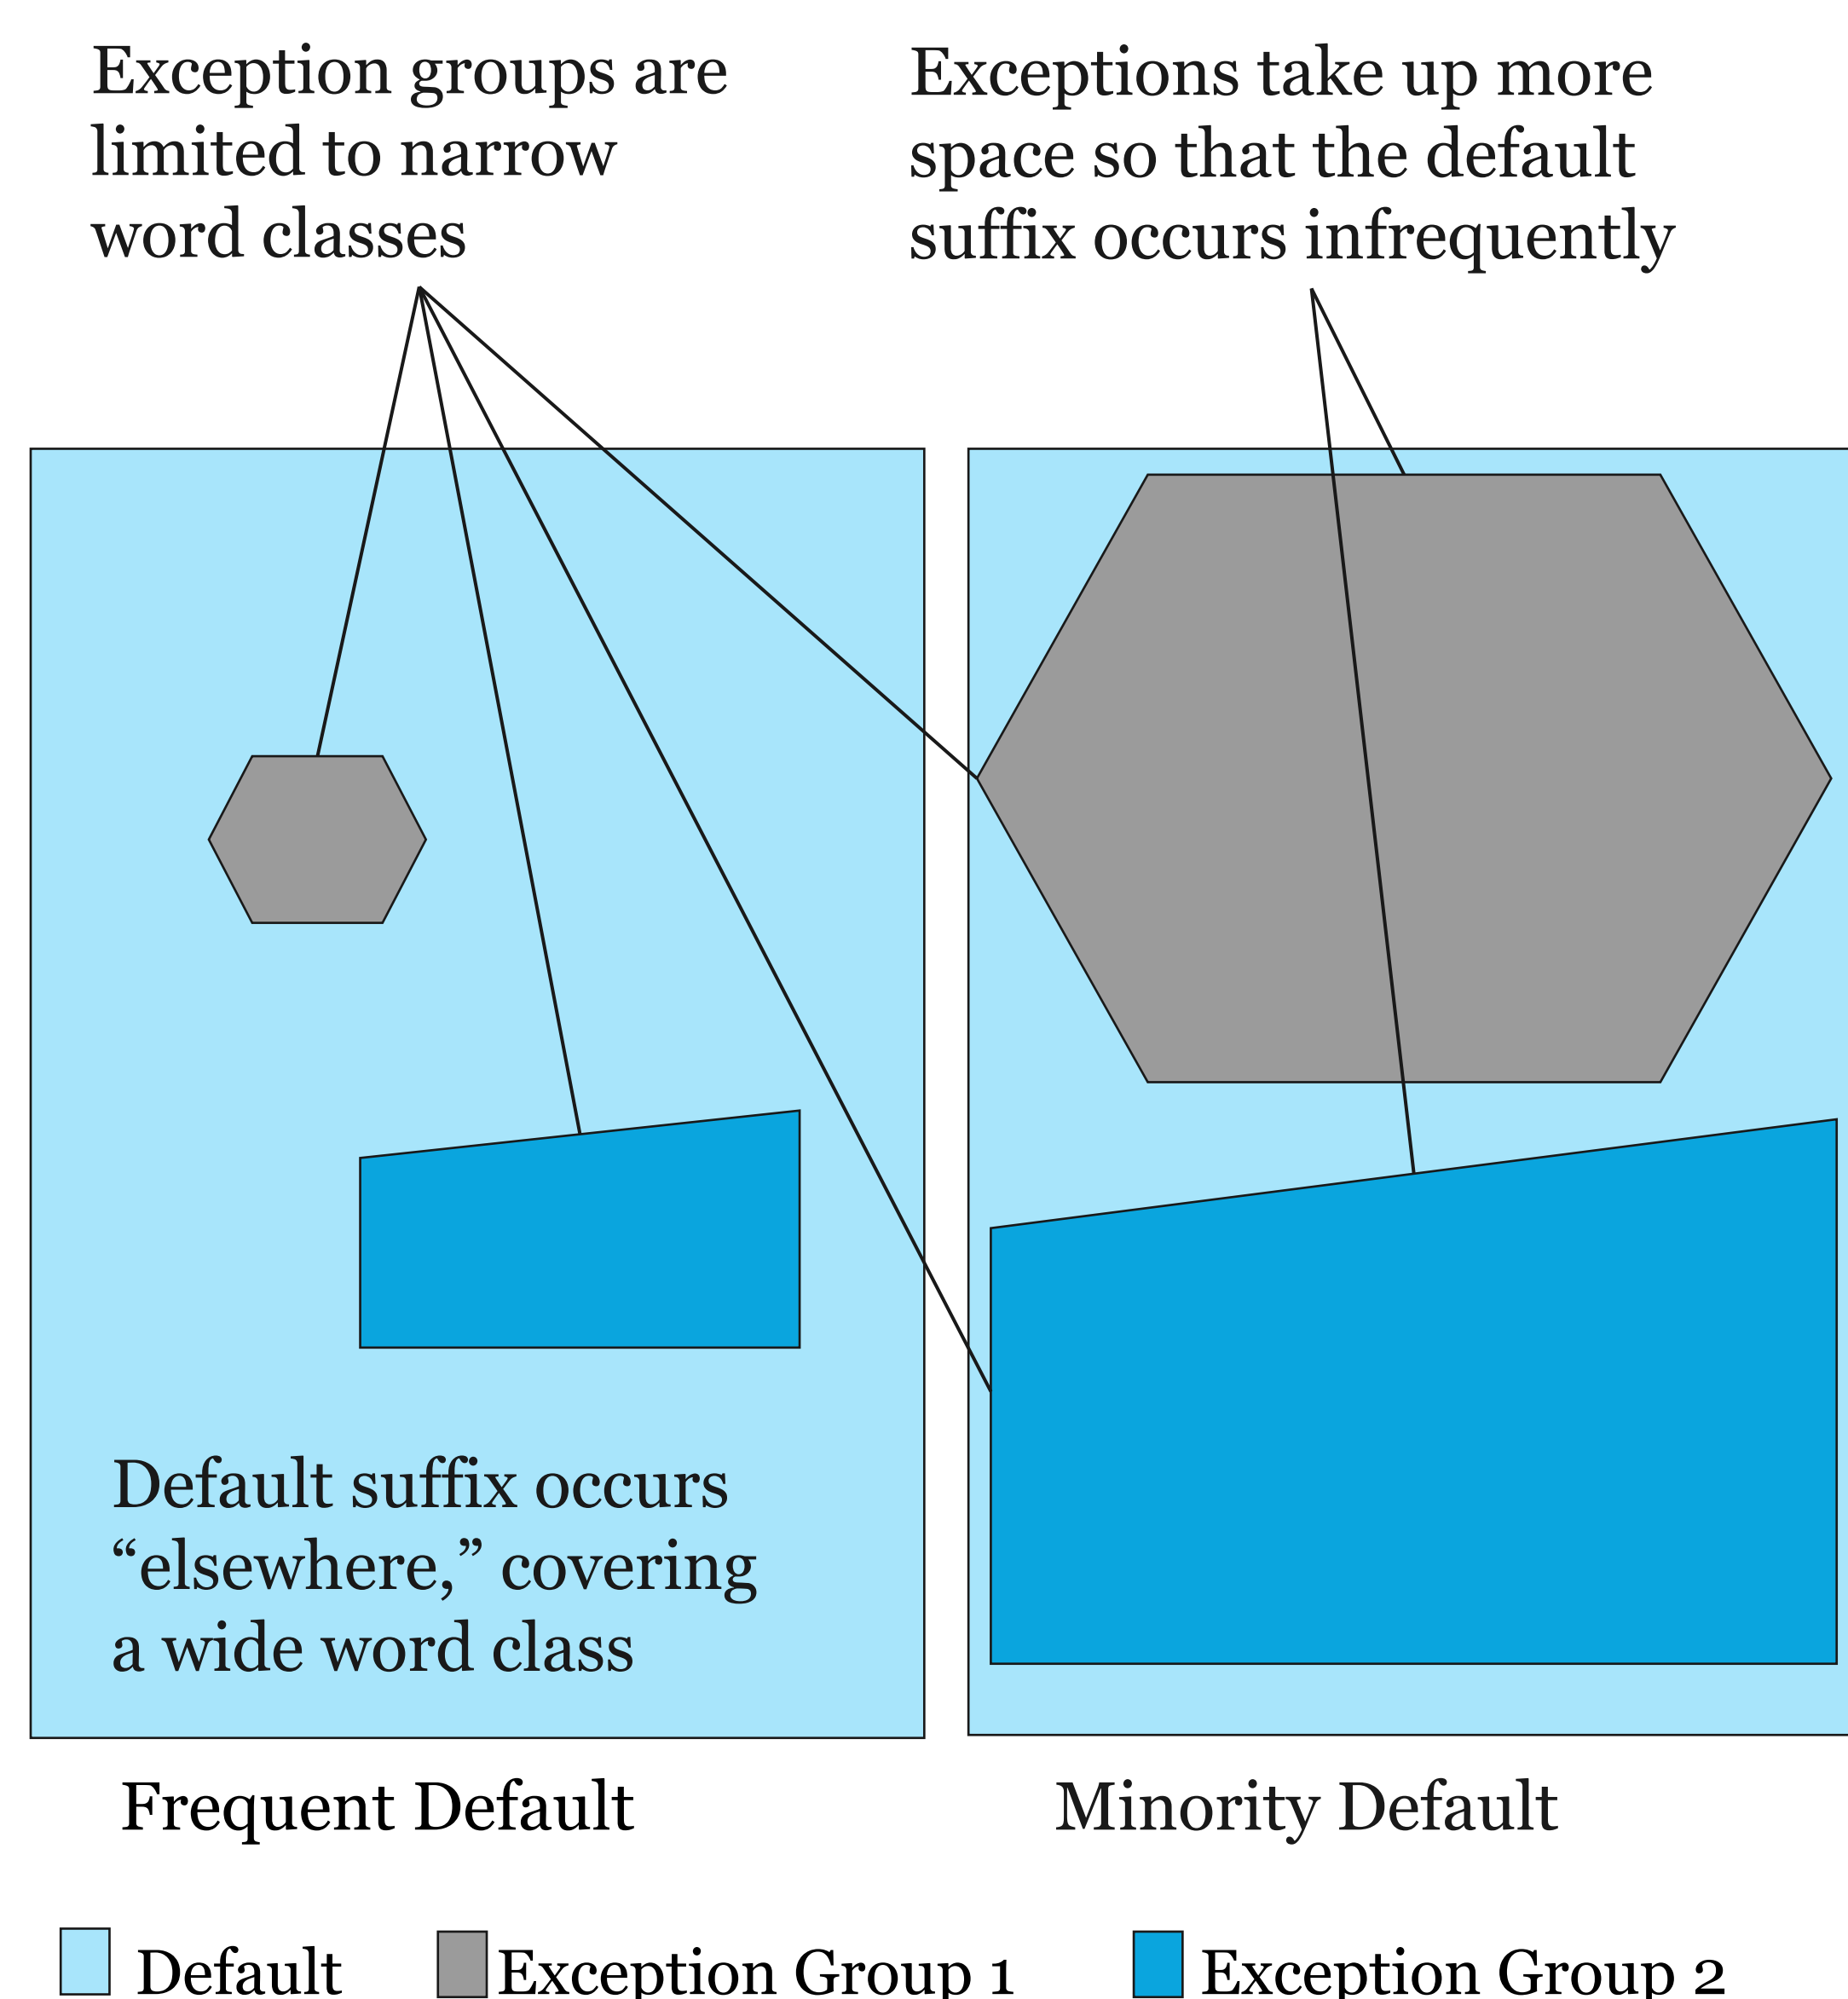 Exception groups are
limited to narrow
word classes
Exceptions take up more
space so that the default
suffix occurs infrequently
Default suffix occurs
“elsewhere,” covering
a wide word class
Frequent Default
Minority Default
Default
Exception Group 1
Exception Group 2